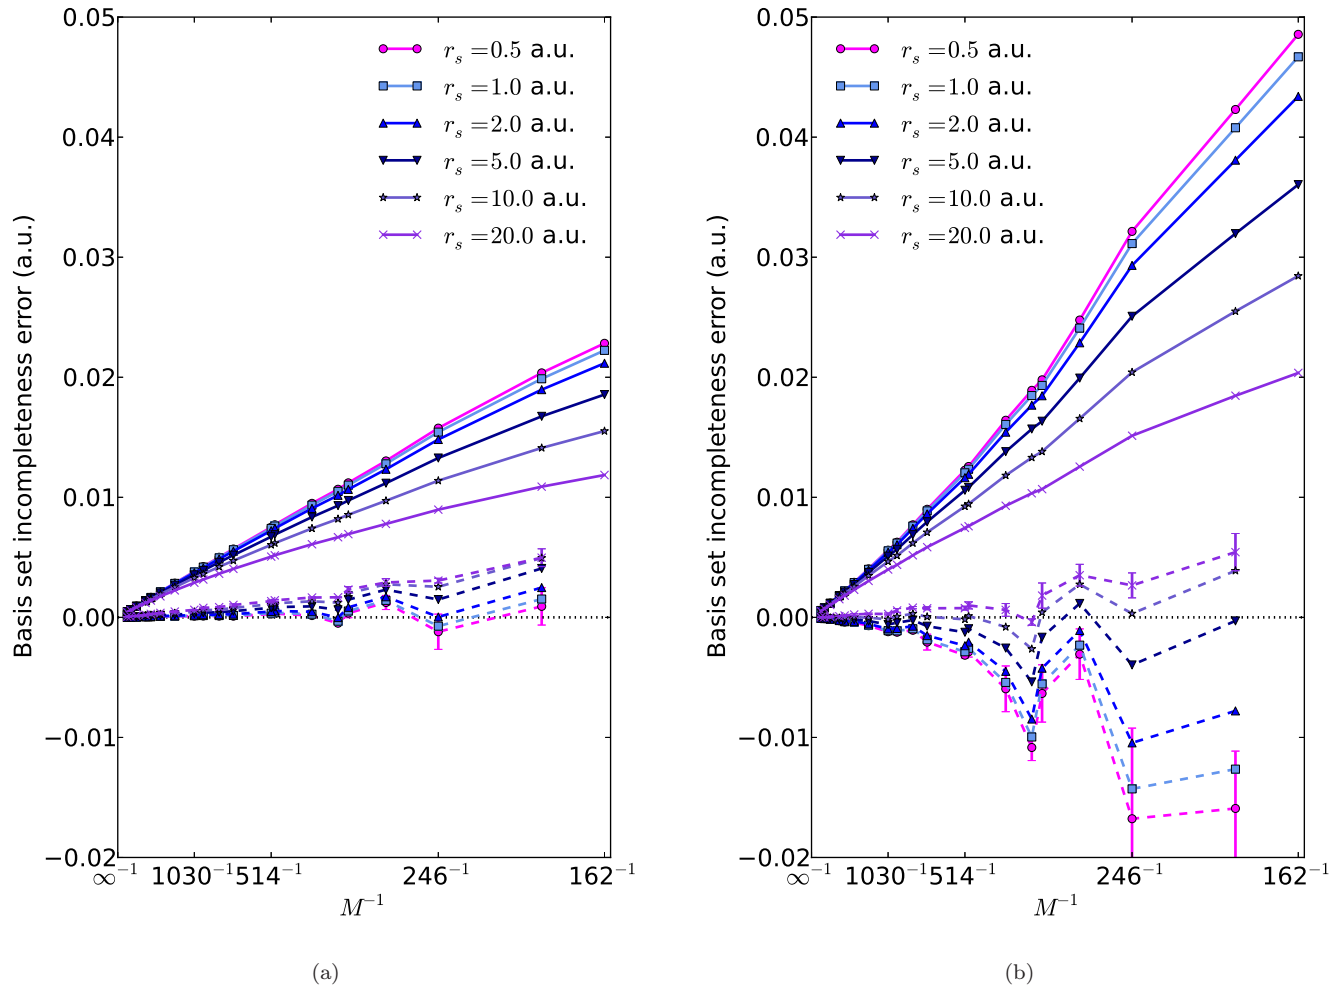 0.05
0.04
0.03
0.02
0.01
0.00
−0.01
−0.02
Basis set incompleteness error (a.u.)
r_s =0.5 a.u.
r_s =1.0 a.u.
r_s =2.0 a.u.
r_s =5.0 a.u.
r_s =10.0 a.u.
r_s =20.0 a.u.
∞⁻¹ 1030⁻¹ 514⁻¹ 246⁻¹ 162⁻¹
M⁻¹
(a)
0.05
0.04
0.03
0.02
0.01
0.00
−0.01
−0.02
Basis set incompleteness error (a.u.)
r_s =0.5 a.u.
r_s =1.0 a.u.
r_s =2.0 a.u.
r_s =5.0 a.u.
r_s =10.0 a.u.
r_s =20.0 a.u.
∞⁻¹ 1030⁻¹ 514⁻¹ 246⁻¹ 162⁻¹
M⁻¹
(b)